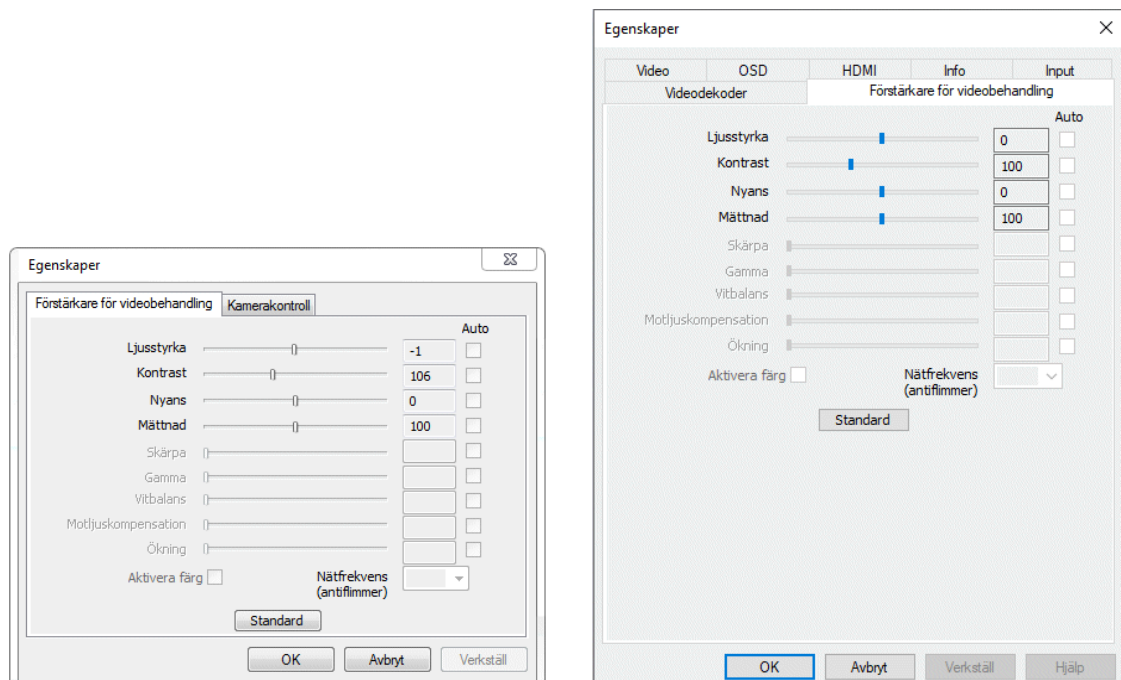 Egenskaper
Förstärkare för videobehandling Kamerakontroll
Auto
Ljusstyrka -1
Kontrast 106
Nyans 0
Mättnad 100
Skärpa
Gamma
Vitbalans
Motljuskompensation
Ökning
Aktivera färg Nätfrekvens
(antiflimmer)
Standard
OK Avbryt Verkställ
Egenskaper
Video OSD HDMI Info Input
Videodekoder Förstärkare för videobehandling
Auto
Ljusstyrka 0
Kontrast 100
Nyans 0
Mättnad 100
Skärpa
Gamma
Vitbalans
Motljuskompensation
Ökning
Aktivera färg Nätfrekvens
(antiflimmer)
Standard
OK Avbryt Verkställ Hjälp